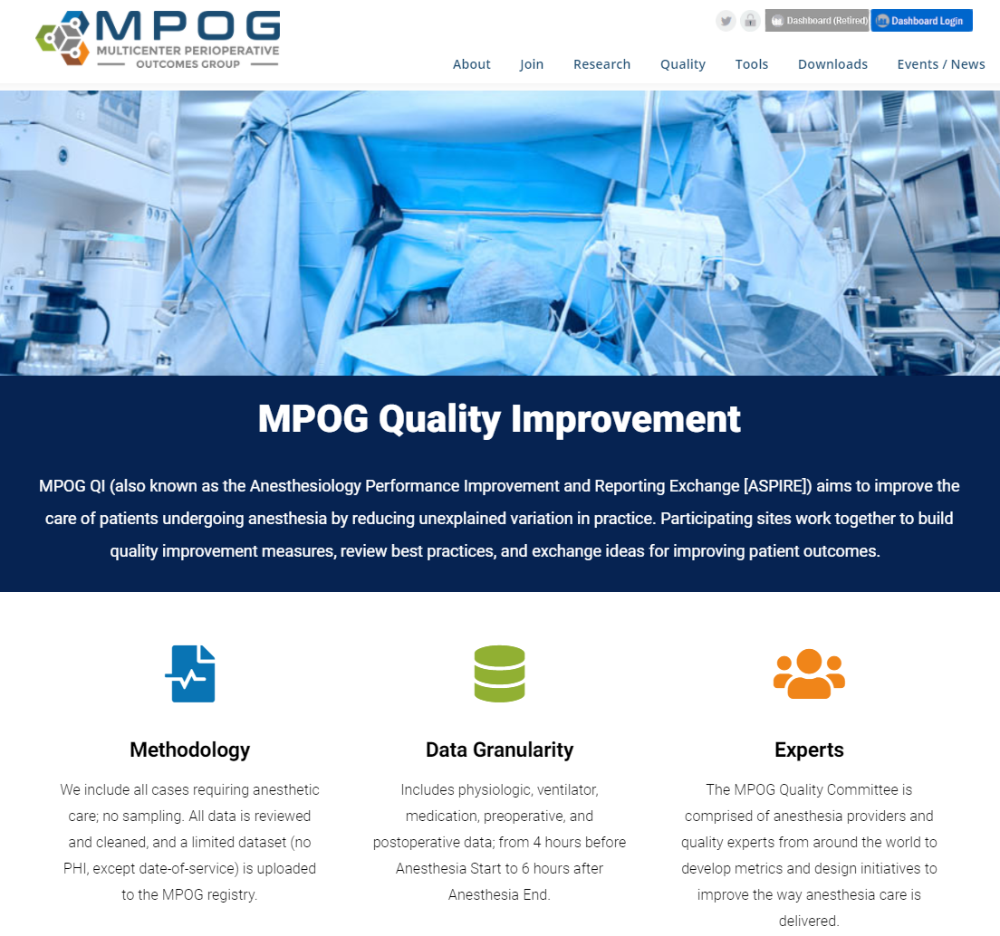 MPOG
MULTICENTER PERIOPERATIVE
OUTCOMES GROUP
Dashboard (Retired)
Dashboard Login
About
Join
Research
Quality
Tools
Downloads
Events / News
MPOG Quality Improvement
MPOG QI (also known as the Anesthesiology Performance Improvement and Reporting Exchange [ASPIRE]) aims to improve the
care of patients undergoing anesthesia by reducing unexplained variation in practice. Participating sites work together to build
quality improvement measures, review best practices, and exchange ideas for improving patient outcomes.
Methodology
We include all cases requiring anesthetic
care; no sampling. All data is reviewed
and cleaned, and a limited dataset (no
PHI, except date-of-service) is uploaded
to the MPOG registry.
Data Granularity
Includes physiologic, ventilator,
medication, preoperative, and
postoperative data; from 4 hours before
Anesthesia Start to 6 hours after
Anesthesia End.
Experts
The MPOG Quality Committee is
comprised of anesthesia providers and
quality experts from around the world to
develop metrics and design initiatives to
improve the way anesthesia care is
delivered.